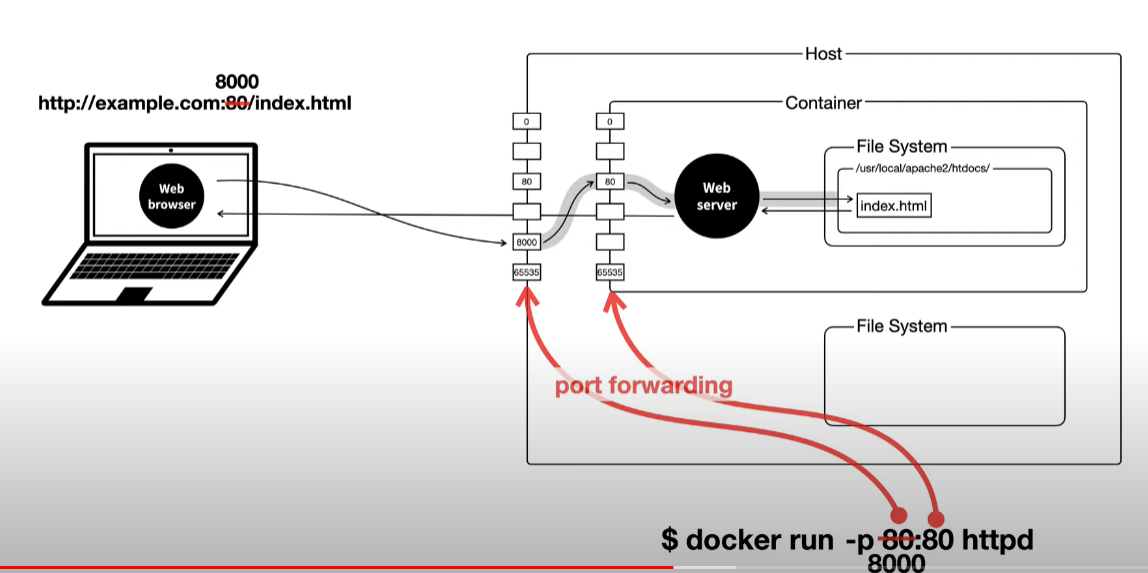 8000
http://example.com:80/index.html
Web
browser
Host
Container
0
80
8000
65535
0
80
65535
Web
server
File System
/usr/local/apache2/htdocs/
index.html
File System
port forwarding
$ docker run -p 80:80 httpd
8000